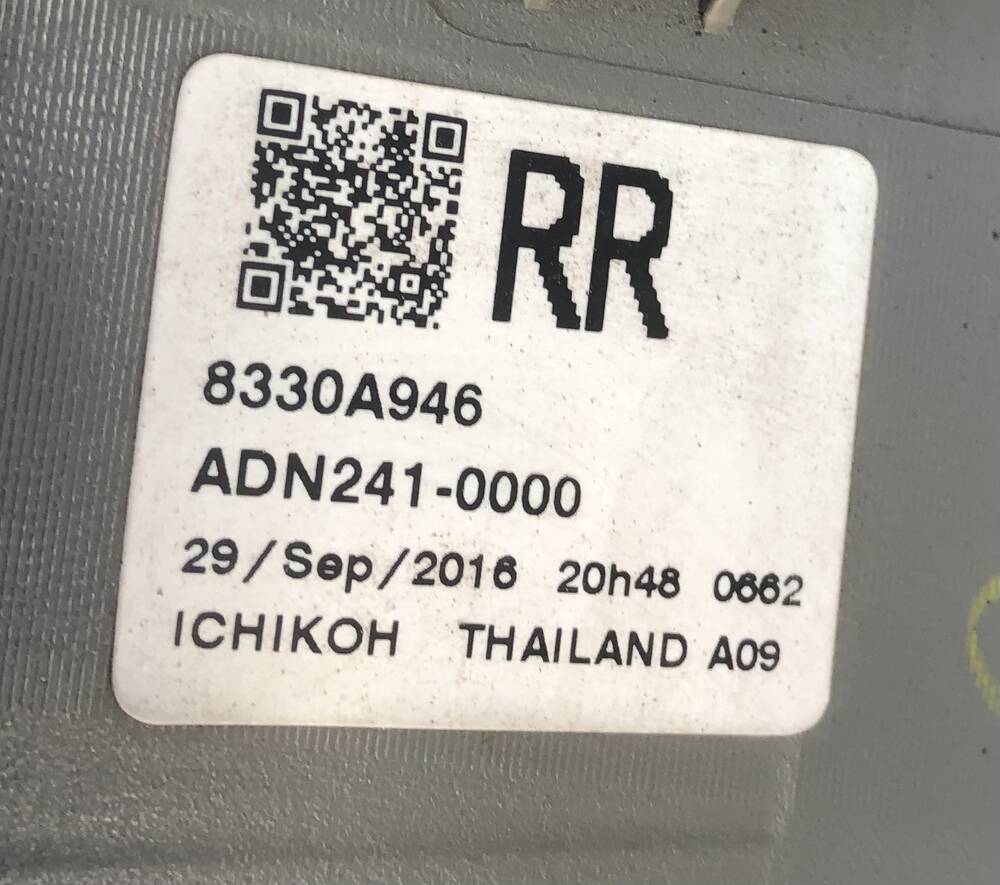 RR
8330A946
ADN241-0000
29/Sep/2016 20h48 0662
ICHIKOH THAILAND A09